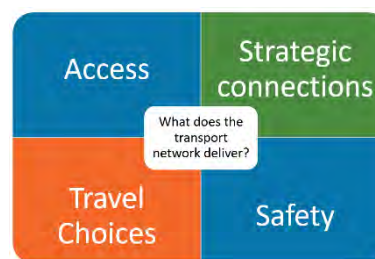 Access
Strategic
connections
What does the
transport
network deliver?
Travel
Choices
Safety